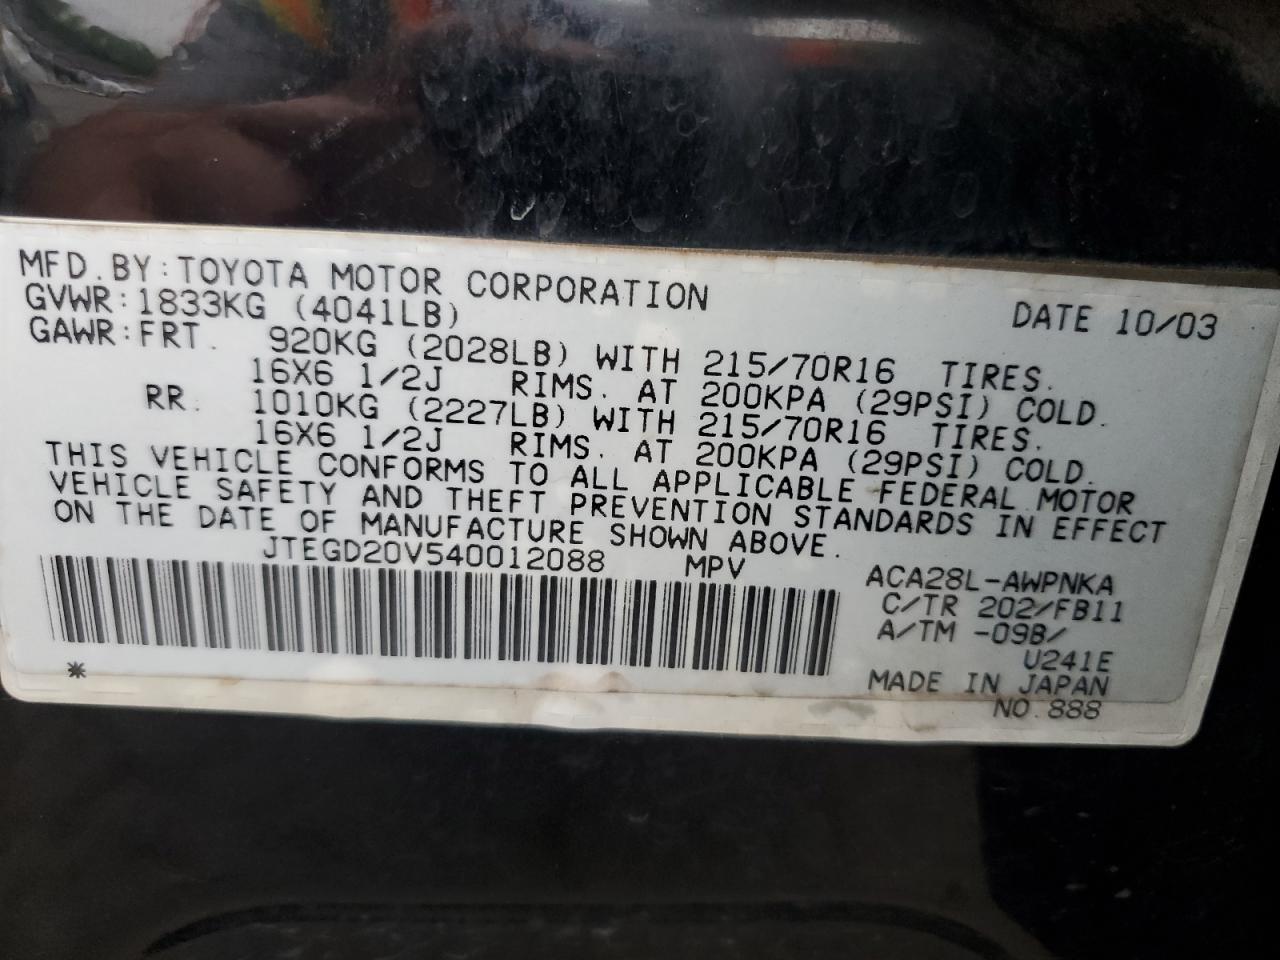 MFD. BY: TOYOTA MOTOR CORPORATION DATE 10/03
GVWR: 1833KG (4041LB)
GAWR: FRT. 920KG (2028LB) WITH 215/70R16 TIRES.
16X6 1/2J RIMS. AT 200KPA (29PSI) COLD.
RR. 1010KG (2227LB) WITH 215/70R16 TIRES.
16X6 1/2J RIMS. AT 200KPA (29PSI) COLD.
THIS VEHICLE CONFORMS TO ALL APPLICABLE FEDERAL MOTOR
VEHICLE SAFETY AND THEFT PREVENTION STANDARDS IN EFFECT
ON THE DATE OF MANUFACTURE SHOWN ABOVE.
JTEGD20V540012088 MPV
ACA28L-AWPNKA
C/TR 202/FB11
A/TM -09B/
U241E
MADE IN JAPAN
NO.888
*